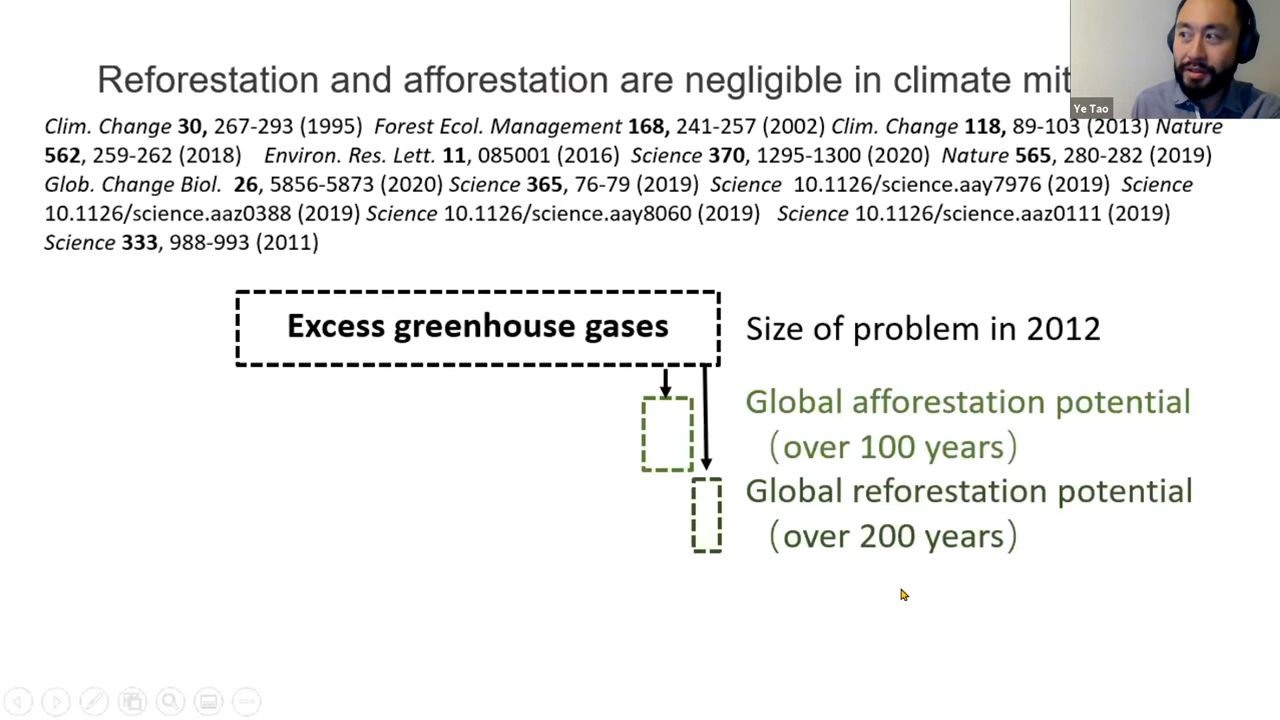 Reforestation and afforestation are negligible in climate mit
Ye Tao
Clim. Change 30, 267-293 (1995) Forest Ecol. Management 168, 241-257 (2002) Clim. Change 118, 89-103 (2013) Nature
562, 259-262 (2018) Environ. Res. Lett. 11, 085001 (2016) Science 370, 1295-1300 (2020) Nature 565, 280-282 (2019)
Glob. Change Biol. 26, 5856-5873 (2020) Science 365, 76-79 (2019) Science 10.1126/science.aay7976 (2019) Science
10.1126/science.aaz0388 (2019) Science 10.1126/science.aay8060 (2019) Science 10.1126/science.aaz0111 (2019)
Science 333, 988-993 (2011)
Excess greenhouse gases
Size of problem in 2012
Global afforestation potential
(over 100 years)
Global reforestation potential
(over 200 years)